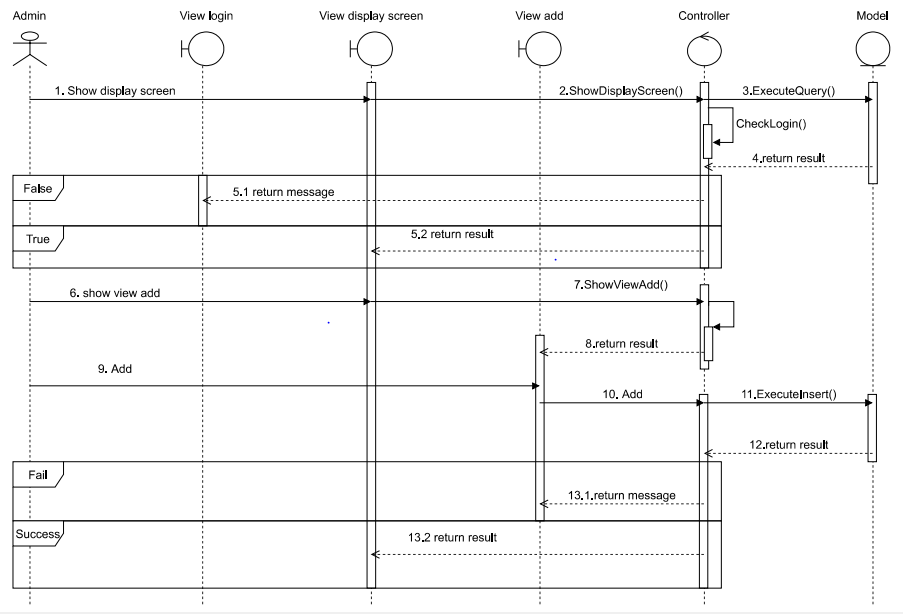 Admin
View login
View display screen
View add
Controller
Model
1. Show display screen
2.ShowDisplayScreen()
3.ExecuteQuery()
CheckLogin()
4.return result
False
5.1 return message
True
5.2 return result
6. show view add
7.ShowViewAdd()
8.return result
9. Add
10. Add
11.ExecuteInsert()
12.return result
Fail
13.1.return message
Success
13.2 return result